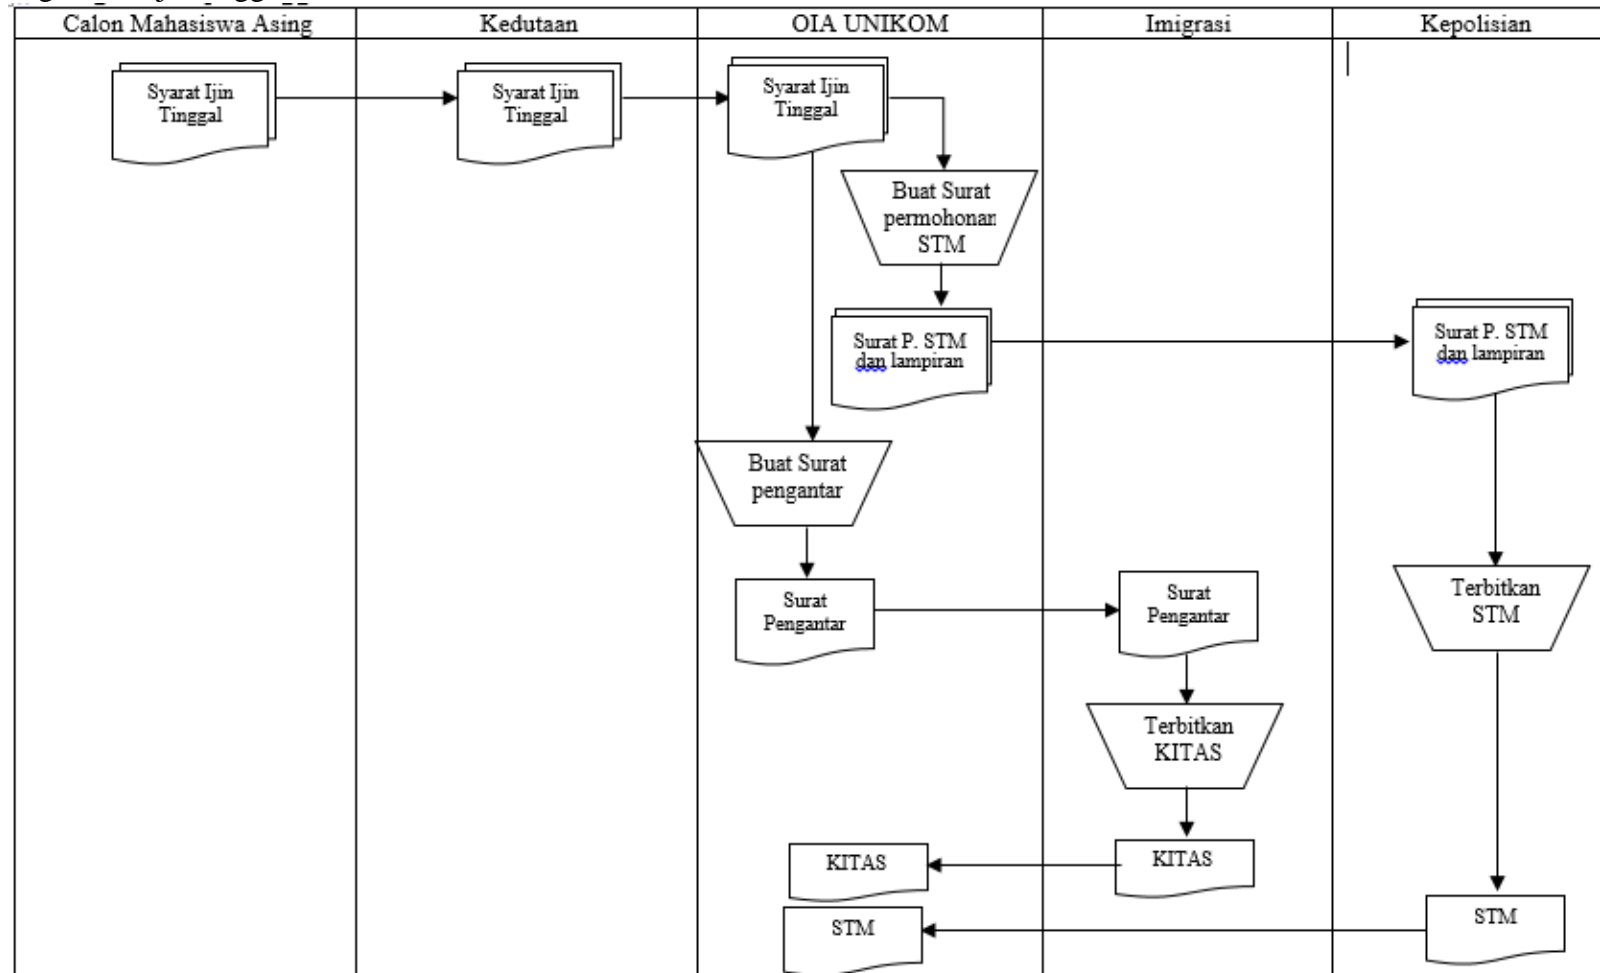 Calon Mahasiswa Asing
Kedutaan
OIA UNIKOM
Imigrasi
Kepolisian
Syarat Ijin
Tinggal
Syarat Ijin
Tinggal
Syarat Ijin
Tinggal
Buat Surat
permohonan
STM
Surat P. STM
dan lampiran
Surat P. STM
dan lampiran
Buat Surat
pengantar
Surat
Pengantar
Surat
Pengantar
Terbitkan
STM
Terbitkan
KITAS
KITAS
KITAS
STM
STM